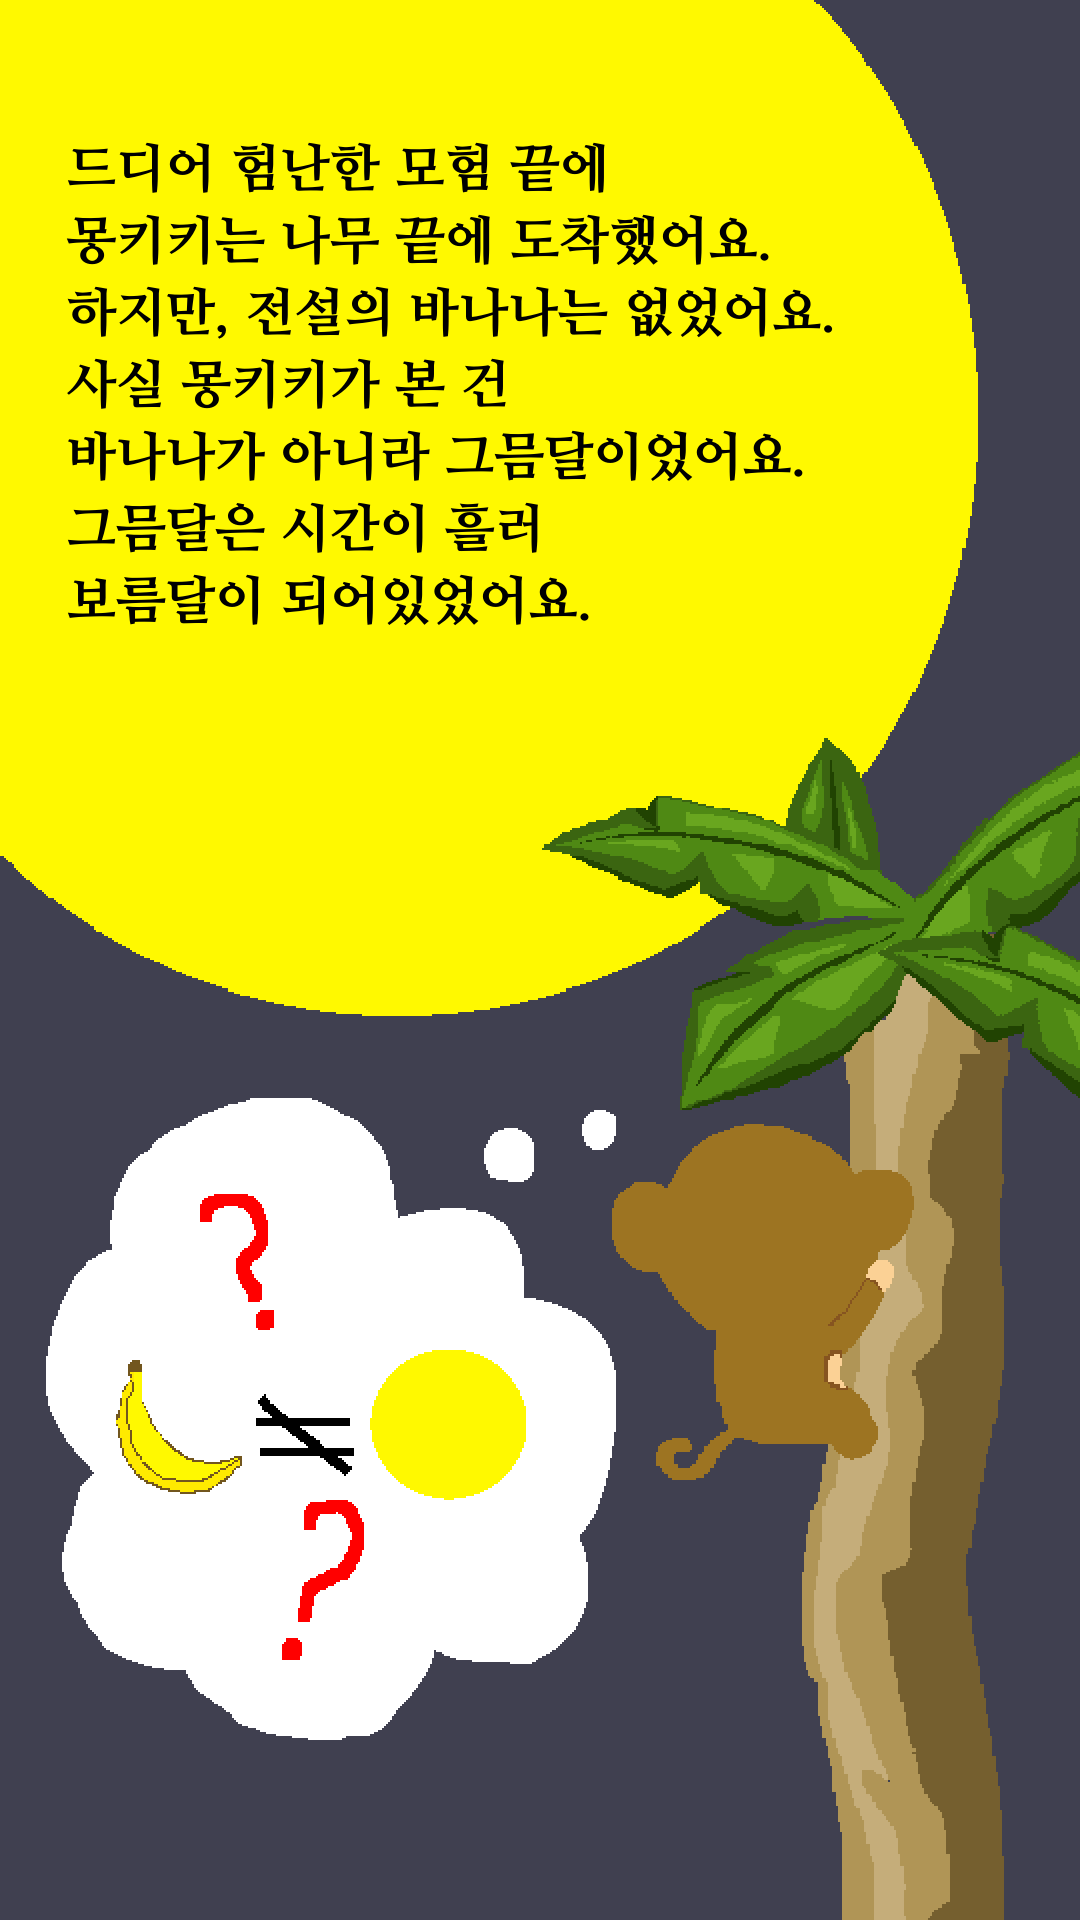 드디어 험난한 모험 끝에
몽키키는 나무 끝에 도착했어요.
하지만, 전설의 바나나는 없었어요.
사실 몽키키가 본 건
바나나가 아니라 그믐달이었어요.
그믐달은 시간이 흘러
보름달이 되어있었어요.
?
≠
?